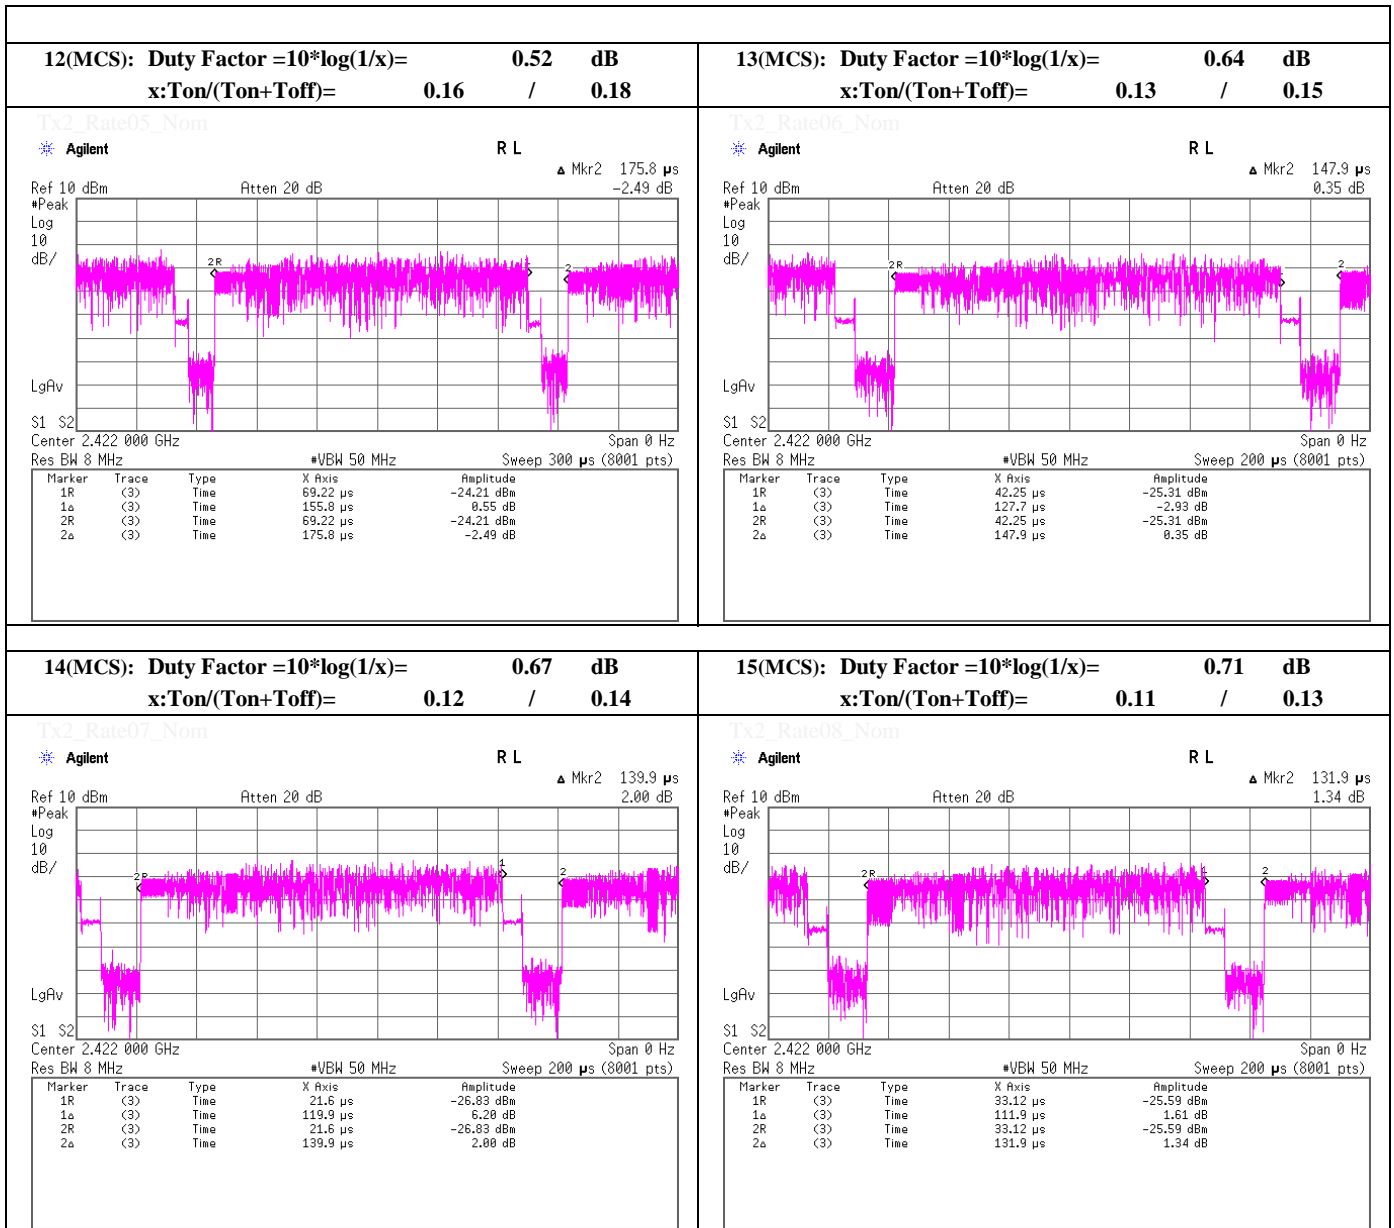 12(MCS): Duty Factor =10*log(1/x)= 0.52 dB
x:Ton/(Ton+Toff)= 0.16 / 0.18
Tx2_Rate05_Nom
Agilent R L
Δ Mkr2 175.8 µs
Ref 10 dBm Atten 20 dB -2.49 dB
#Peak
Log
10
dB/
2R
1
2
LgAv
S1 S2
Center 2.422 000 GHz Span 0 Hz
Res BW 8 MHz #VBW 50 MHz Sweep 300 µs (8001 pts)
Marker Trace Type X Axis Amplitude
1R (3) Time 69.22 µs -24.21 dBm
1Δ (3) Time 155.8 µs 0.55 dB
2R (3) Time 69.22 µs -24.21 dBm
2Δ (3) Time 175.8 µs -2.49 dB
13(MCS): Duty Factor =10*log(1/x)= 0.64 dB
x:Ton/(Ton+Toff)= 0.13 / 0.15
Tx2_Rate06_Nom
Agilent R L
Δ Mkr2 147.9 µs
Ref 10 dBm Atten 20 dB 0.35 dB
#Peak
Log
10
dB/
2R
2
LgAv
S1 S2
Center 2.422 000 GHz Span 0 Hz
Res BW 8 MHz #VBW 50 MHz Sweep 200 µs (8001 pts)
Marker Trace Type X Axis Amplitude
1R (3) Time 42.25 µs -25.31 dBm
1Δ (3) Time 127.7 µs -2.93 dB
2R (3) Time 42.25 µs -25.31 dBm
2Δ (3) Time 147.9 µs 0.35 dB
14(MCS): Duty Factor =10*log(1/x)= 0.67 dB
x:Ton/(Ton+Toff)= 0.12 / 0.14
Tx2_Rate07_Nom
Agilent R L
Δ Mkr2 139.9 µs
Ref 10 dBm Atten 20 dB 2.00 dB
#Peak
Log
10
dB/
2R
1
2
LgAv
S1 S2
Center 2.422 000 GHz Span 0 Hz
Res BW 8 MHz #VBW 50 MHz Sweep 200 µs (8001 pts)
Marker Trace Type X Axis Amplitude
1R (3) Time 21.6 µs -26.83 dBm
1Δ (3) Time 119.9 µs 6.20 dB
2R (3) Time 21.6 µs -26.83 dBm
2Δ (3) Time 139.9 µs 2.00 dB
15(MCS): Duty Factor =10*log(1/x)= 0.71 dB
x:Ton/(Ton+Toff)= 0.11 / 0.13
Tx2_Rate08_Nom
Agilent R L
Δ Mkr2 131.9 µs
Ref 10 dBm Atten 20 dB 1.34 dB
#Peak
Log
10
dB/
2R
1
2
LgAv
S1 S2
Center 2.422 000 GHz Span 0 Hz
Res BW 8 MHz #VBW 50 MHz Sweep 200 µs (8001 pts)
Marker Trace Type X Axis Amplitude
1R (3) Time 33.12 µs -25.59 dBm
1Δ (3) Time 111.9 µs 1.61 dB
2R (3) Time 33.12 µs -25.59 dBm
2Δ (3) Time 131.9 µs 1.34 dB